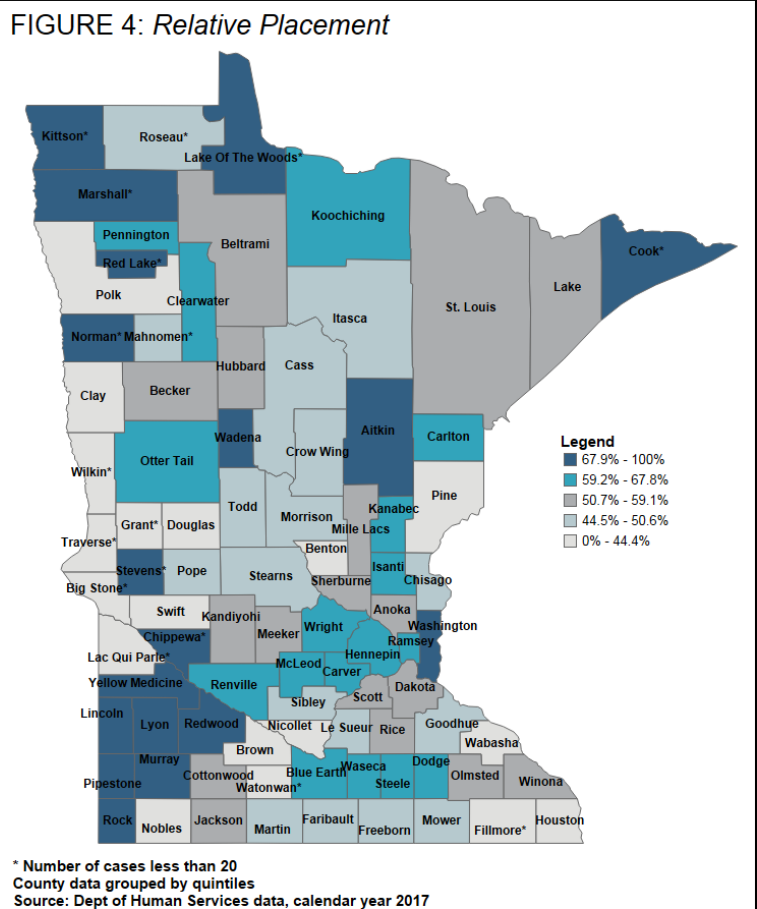 FIGURE 4: Relative Placement
Kittson*
Roseau*
Lake Of The Woods*
Marshall*
Koochiching
Pennington
Beltrami
Cook*
Red Lake*
Lake
Polk
Clearwater
St. Louis
Itasca
Norman*
Mahnomen*
Hubbard
Cass
Clay
Becker
Aitkin
Wadena
Carlton
Legend
67.9% - 100%
59.2% - 67.8%
50.7% - 59.1%
44.5% - 50.6%
0% - 44.4%
Crow Wing
Otter Tail
Wilkin*
Pine
Todd
Kanabec
Morrison
Grant*
Douglas
Mille Lacs
Traverse*
Benton
Isanti
Stevens*
Pope
Stearns
Sherburne
Chisago
Big Stone*
Swift
Kandiyohi
Anoka
Meeker
Wright
Washington
Chippewa*
Ramsey
Hennepin
Lac Qui Parle*
McLeod
Carver
Yellow Medicine
Renville
Dakota
Scott
Sibley
Lincoln
Lyon
Redwood
Nicollet
Le Sueur
Rice
Goodhue
Wabasha
Brown
Murray
Dodge
Waseca
Blue Earth
Cottonwood
Olmsted
Pipestone
Watonwan*
Steele
Winona
Rock
Nobles
Jackson
Martin
Faribault
Freeborn
Mower
Fillmore*
Houston
* Number of cases less than 20
County data grouped by quintiles
Source: Dept of Human Services data, calendar year 2017